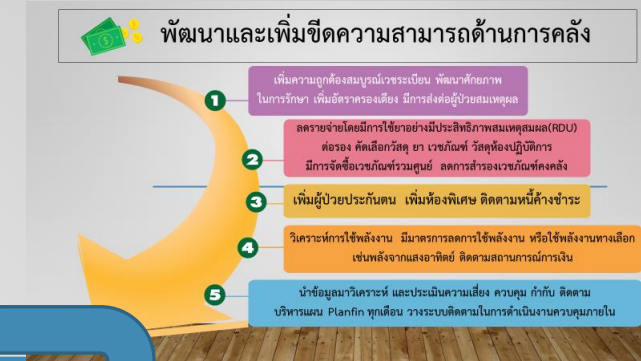 พัฒนาและเพิ่มขีดความสามารถด้านการคลัง
1
เพิ่มความถูกต้องสมบูรณ์เวชระเบียน พัฒนาศักยภาพ
ในการรักษา เพิ่มอัตราครองเตียง มีการส่งต่อผู้ป่วยสมเหตุผล
2
ลดรายจ่ายโดยมีการใช้ยาอย่างมีประสิทธิภาพสมเหตุสมผล(RDU)
ต่อรอง คัดเลือกวัสดุ ยา เวชภัณฑ์ วัสดุห้องปฏิบัติการ
มีการจัดซื้อเวชภัณฑ์รวมศูนย์ ลดการสำรองเวชภัณฑ์คงคลัง
3
เพิ่มผู้ป่วยประกันตน เพิ่มห้องพิเศษ ติดตามหนี้ค้างชำระ
4
วิเคราะห์การใช้พลังงาน มีมาตรการลดการใช้พลังงาน หรือใช้พลังงานทางเลือก
เช่นพลังจากแสงอาทิตย์ ติดตามสถานการณ์การเงิน
5
นำข้อมูลมาวิเคราะห์ และประเมินความเสี่ยง ควบคุม กำกับ ติดตาม
บริหารแผน Planfin ทุกเดือน วางระบบติดตามในการดำเนินงานควบคุมภายใน